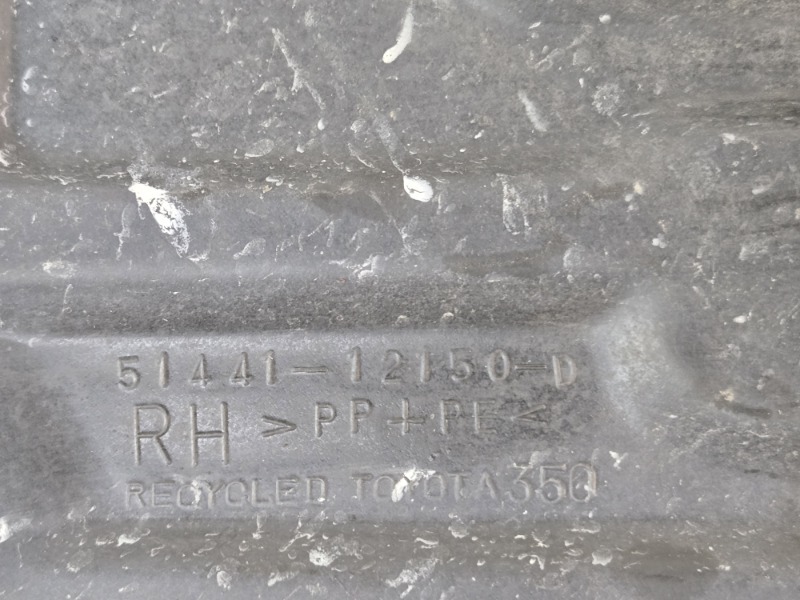 51441-12150-D
RH >PP+PE<
RECYCLED TOYOTA 350